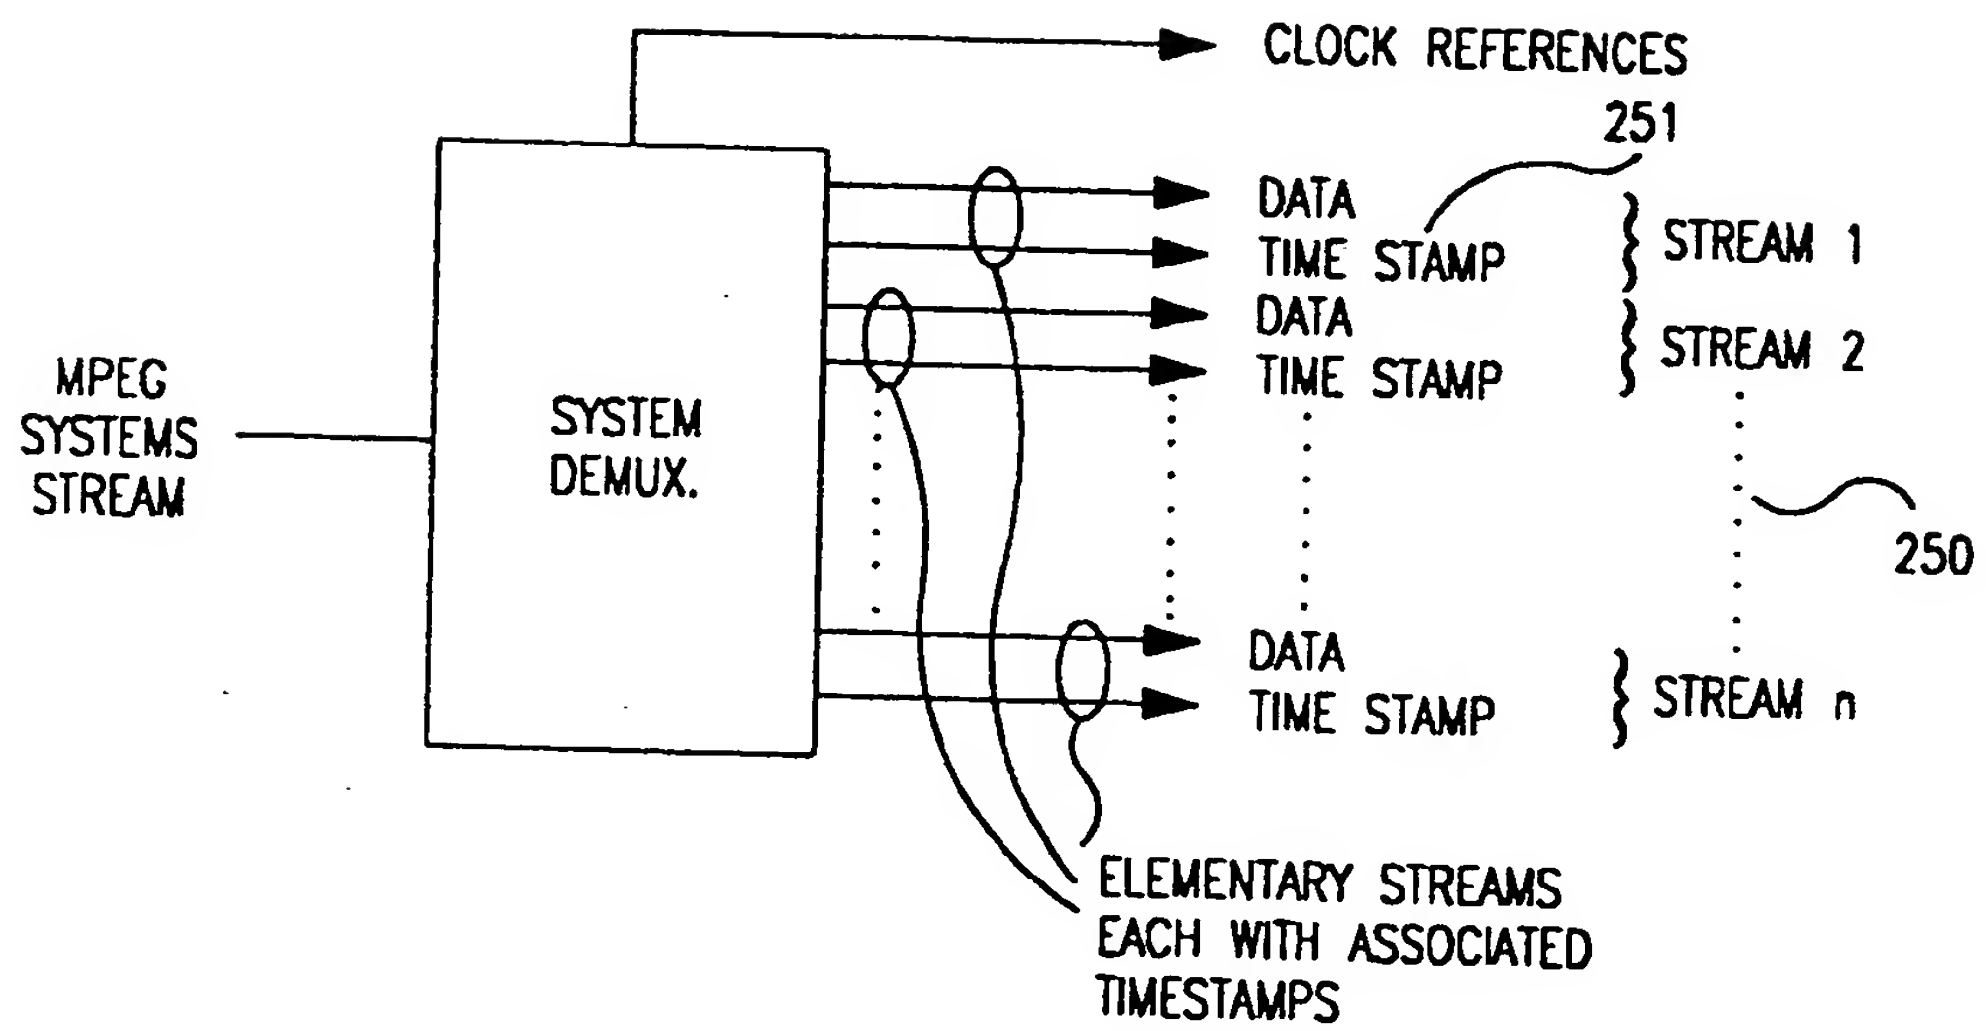 CLOCK REFERENCES
251
DATA
TIME STAMP
STREAM 1
DATA
TIME STAMP
STREAM 2
MPEG
SYSTEMS
STREAM
SYSTEM
DEMUX.
250
DATA
TIME STAMP
STREAM n
ELEMENTARY STREAMS
EACH WITH ASSOCIATED
TIMESTAMPS